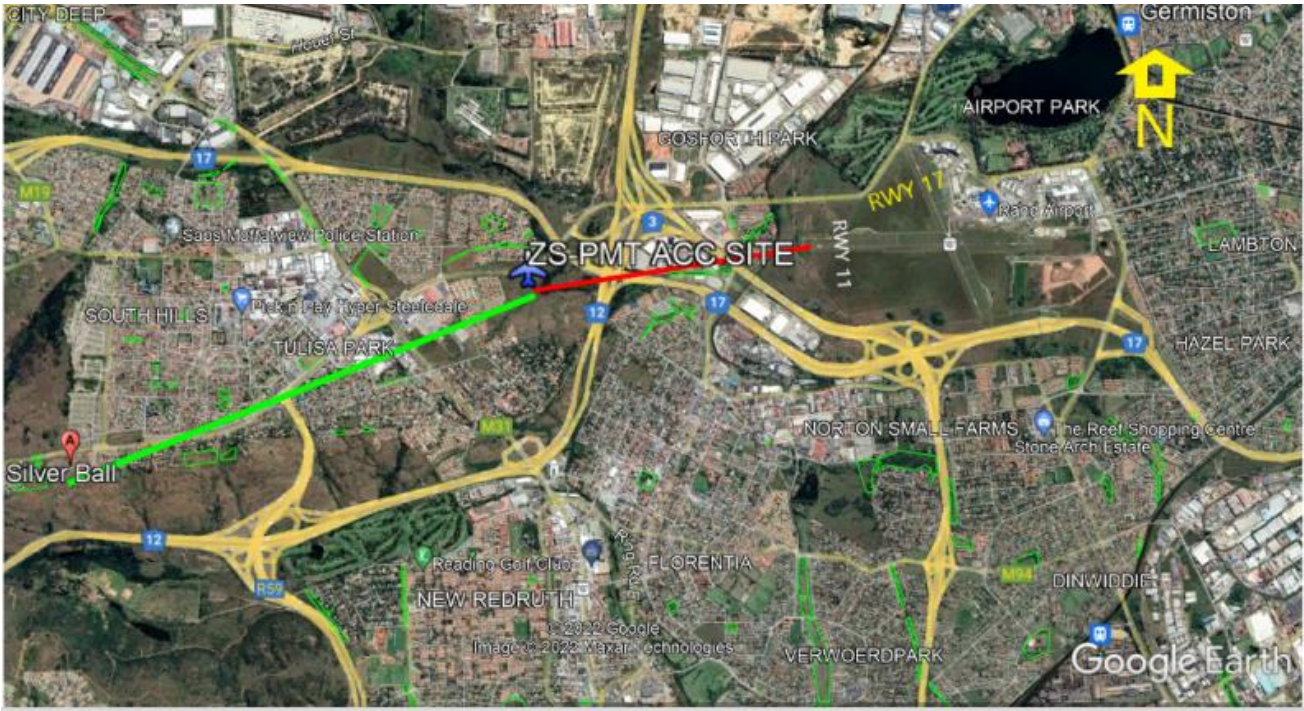 CITY DEEP
Germiston
AIRPORT PARK
N
GOSFORTH PARK
17
M19
RWY 17
3
Rand Airport
Saps Moffatview Police Station
RWY 11
LAMBTON
ZS-PMT ACC SITE
Pick n Pay Hyper Steeledale
SOUTH HILLS
12
17
17
TULISA PARK
HAZEL PARK
M31
NORTON SMALL FARMS
The Reef Shopping Centre
Stone Arch Estate
A
Silver Ball
12
Reading Golf Club
FLORENTIA
R59
NEW REDRUTH
M94
DINWIDDIE
© 2022 Google
Image © 2022 Maxar Technologies
VERWOERDPARK
Google Earth